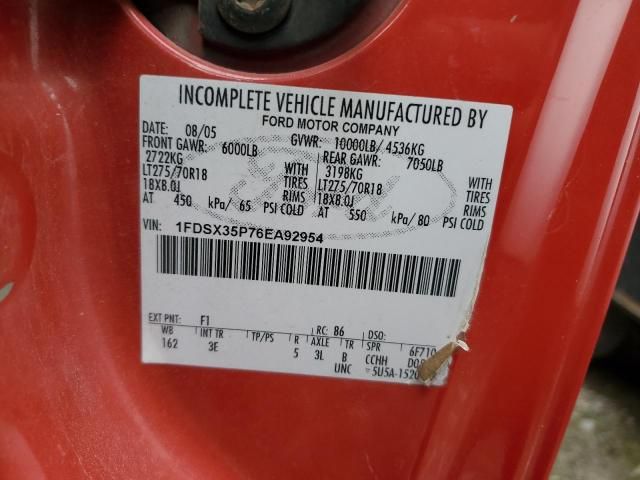 INCOMPLETE VEHICLE MANUFACTURED BY
FORD MOTOR COMPANY
DATE: 08/05 GVWR: 10000LB/ 4536KG
FRONT GAWR: 6000LB REAR GAWR: 7050LB
2722KG WITH 3198KG WITH
LT275/70R18 TIRES LT275/70R18 TIRES
18X8.0J RIMS 18X8.0J RIMS
AT 450 kPa/ 65 PSI COLD AT 550 kPa/ 80 PSI COLD
VIN: 1FDSX35P76EA92954
Ford
EXT PNT: F1 RC: 86 DSO:
WB INT TR TP/PS R AXLE TR SPR 6F710
162 3E 5 3L B CCHH
UNC 5U5A-1520